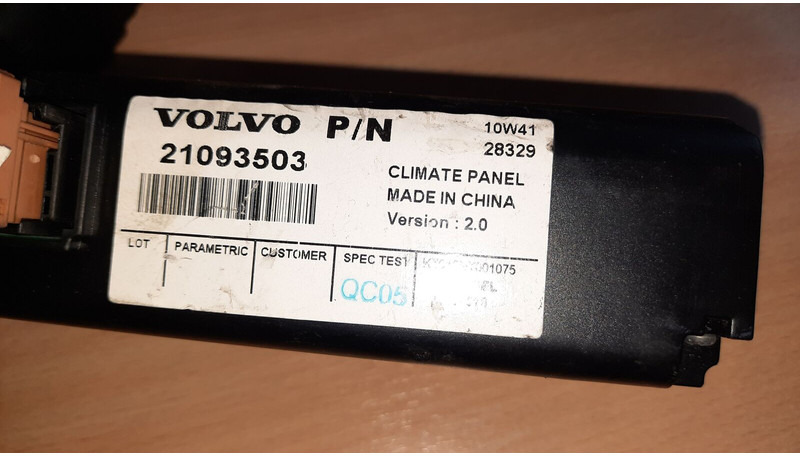 VOLVO P/N
21093503
10W41
28329
CLIMATE PANEL
MADE IN CHINA
Version : 2.0
LOT
PARAMETRIC
CUSTOMER
SPEC TEST
QC05